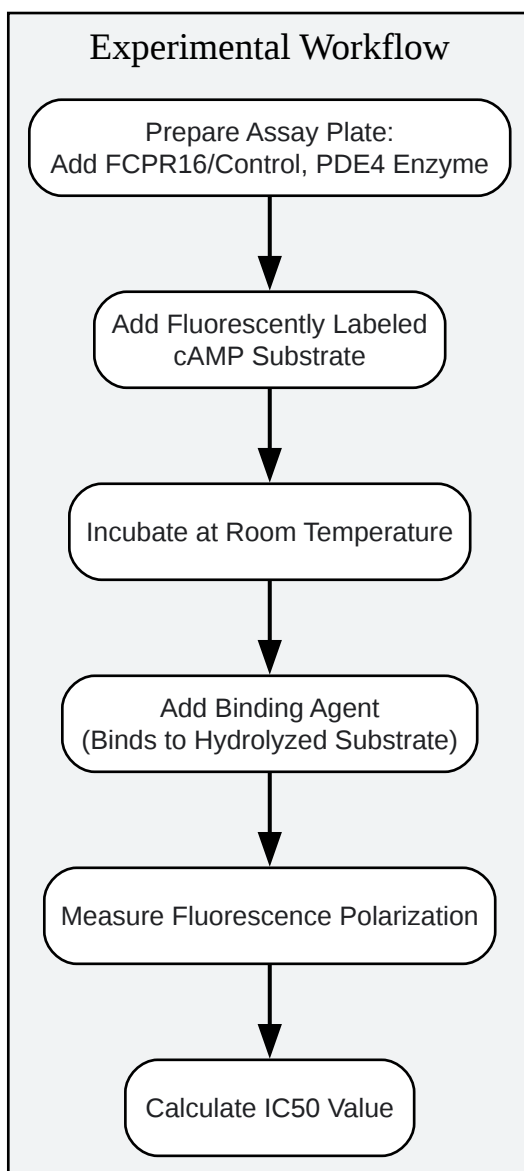 Experimental Workflow
Prepare Assay Plate:
Add FCPR16/Control, PDE4 Enzyme
Add Fluorescently Labeled
cAMP Substrate
Incubate at Room Temperature
Add Binding Agent
(Binds to Hydrolyzed Substrate)
Measure Fluorescence Polarization
Calculate IC50 Value